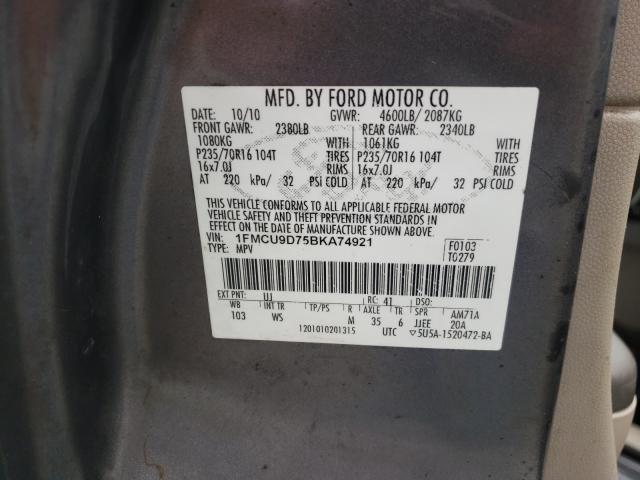 MFD. BY FORD MOTOR CO.
DATE: 10/10 GVWR: 4600LB/ 2087KG
FRONT GAWR: 2380LB REAR GAWR: 2340LB
1080KG WITH 1061KG WITH
P235/70R16 104T TIRES P235/70R16 104T TIRES
16x7.0J RIMS 16x7.0J RIMS
AT 220 kPa/ 32 PSI COLD AT 220 kPa/ 32 PSI COLD
THIS VEHICLE CONFORMS TO ALL APPLICABLE FEDERAL MOTOR
VEHICLE SAFETY AND THEFT PREVENTION STANDARDS IN
EFFECT ON THE DATE OF MANUFACTURE SHOWN ABOVE.
VIN: 1FMCU9D75BKA74921 F0103
TYPE: MPV T0279
EXT PNT: UJ RC: 41 DSO:
WB INT TR TP/PS R AXLE TR SPR AM71A
103 WS M 35 6 JJEE 20A
1201010201315 UTC ▽5U5A-1520472-BA